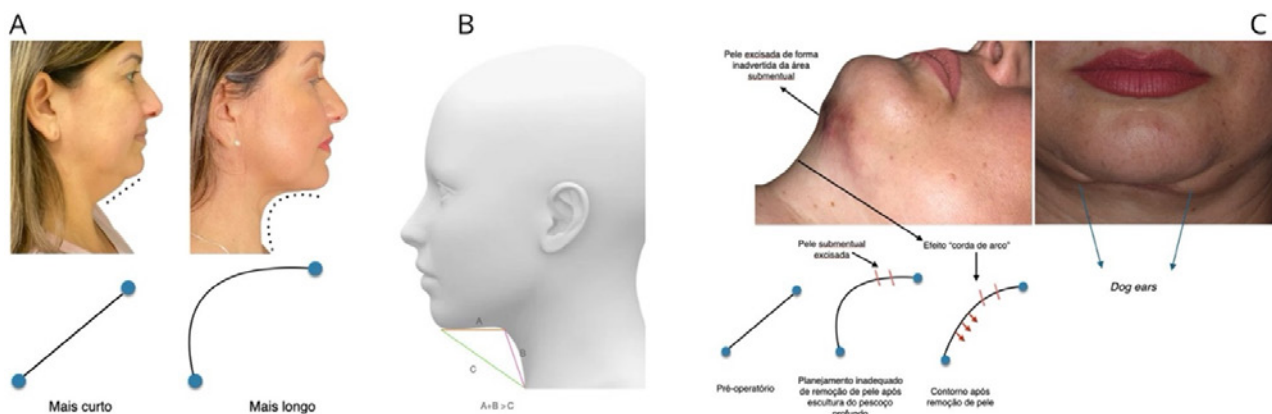 A
Mais curto
Mais longo
B
A
B
C
A+B > C
C
Pele excisada de forma
inadvertida da área
submentual
Pele submentual
excisada
Efeito "corda de arco"
Dog ears
Pré-operatório
Planejamento inadequado
de remoção de pele após
escultura do pescoço
profundo
Contorno após
remoção de pele